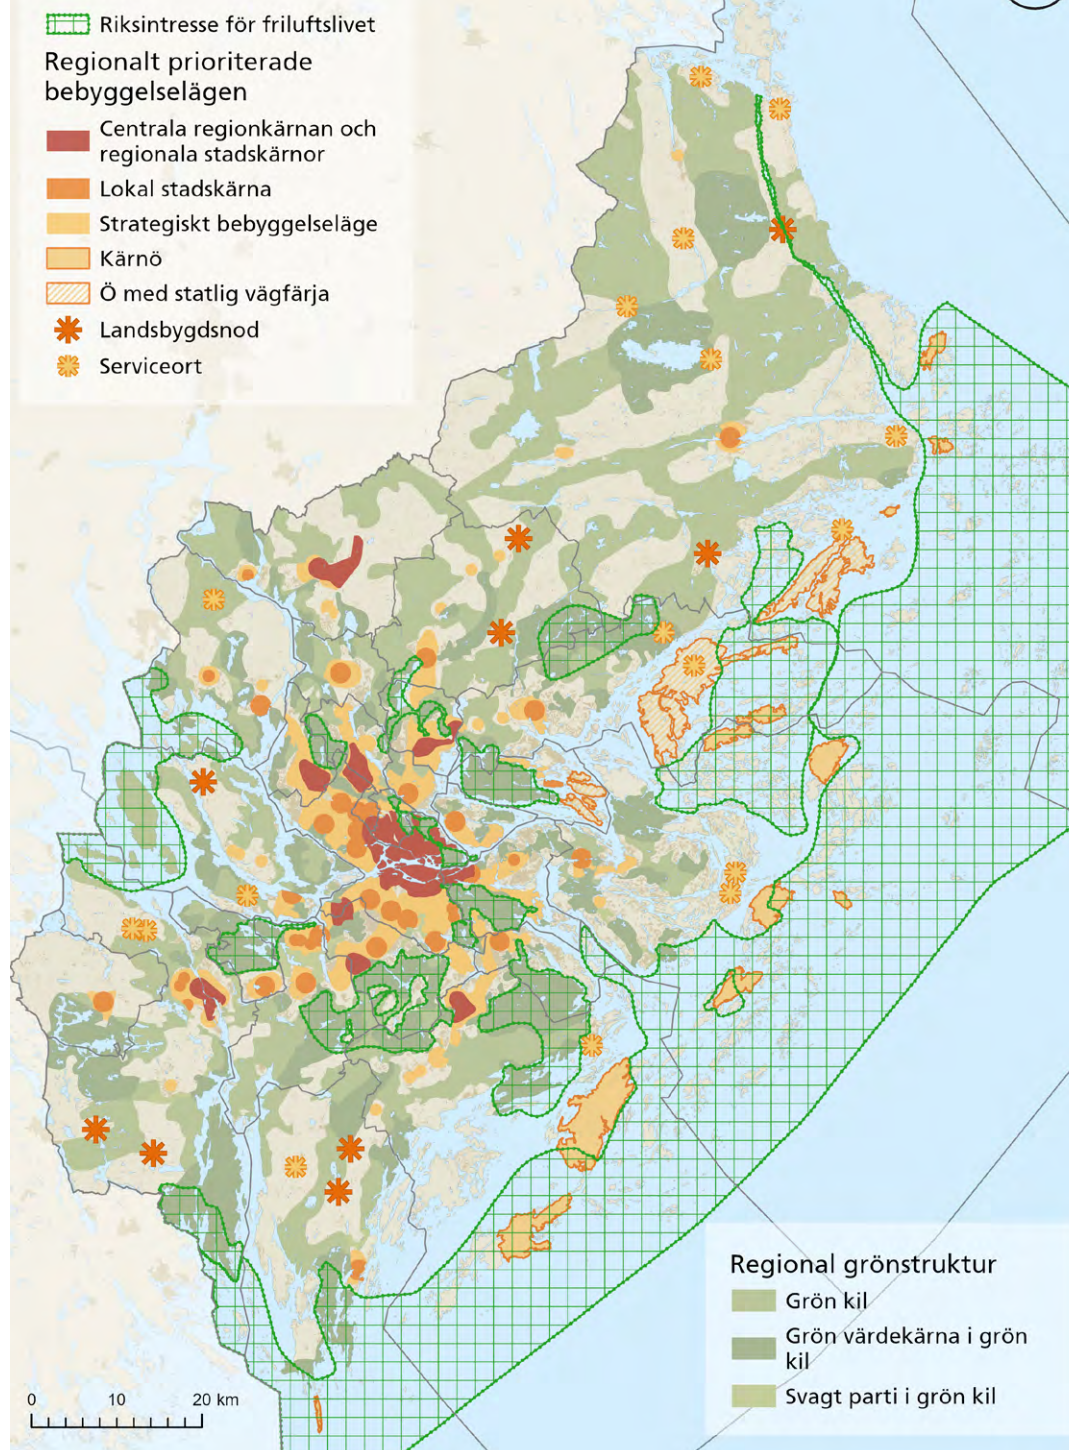 Riksintresse för friluftslivet
Regionalt prioriterade
bebyggelselägen
Centrala regionkärnan och
regionala stadskärnor
Lokal stadskärna
Strategiskt bebyggelseläge
Kärnö
Ö med statlig vägfärja
Landsbygdsnod
Serviceort
Regional grönstruktur
Grön kil
Grön värdekärna i grön
kil
Svagt parti i grön kil
0 10 20 km